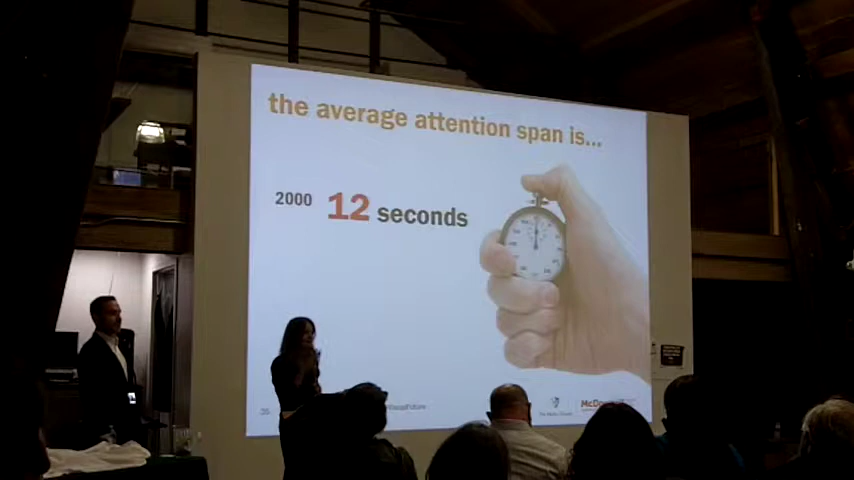 the average attention span is...
2000 12 seconds